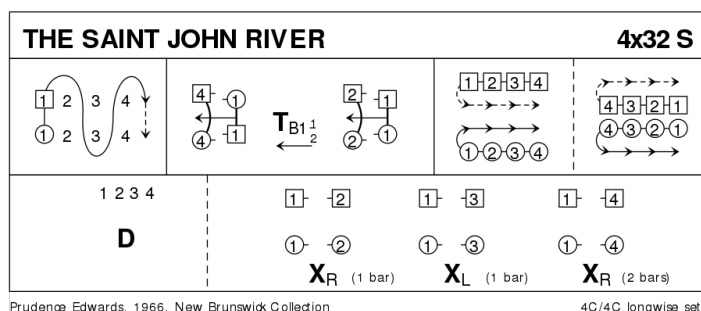 THE SAINT JOHN RIVER 4x32 S
1 2 3 4
1 2 3 4
4 1
4 1
T B1 1/2
2 1
2 1
1 2 3 4
1 2 3 4
4 3 2 1
4 3 2 1
1 2 3 4
D
1 2 1 3 1 4
1 2 1 3 1 4
XR (1 bar) XL (1 bar) XR (2 bars)
Prudence Edwards, 1966, New Brunswick Collection 4C/4C longwise set